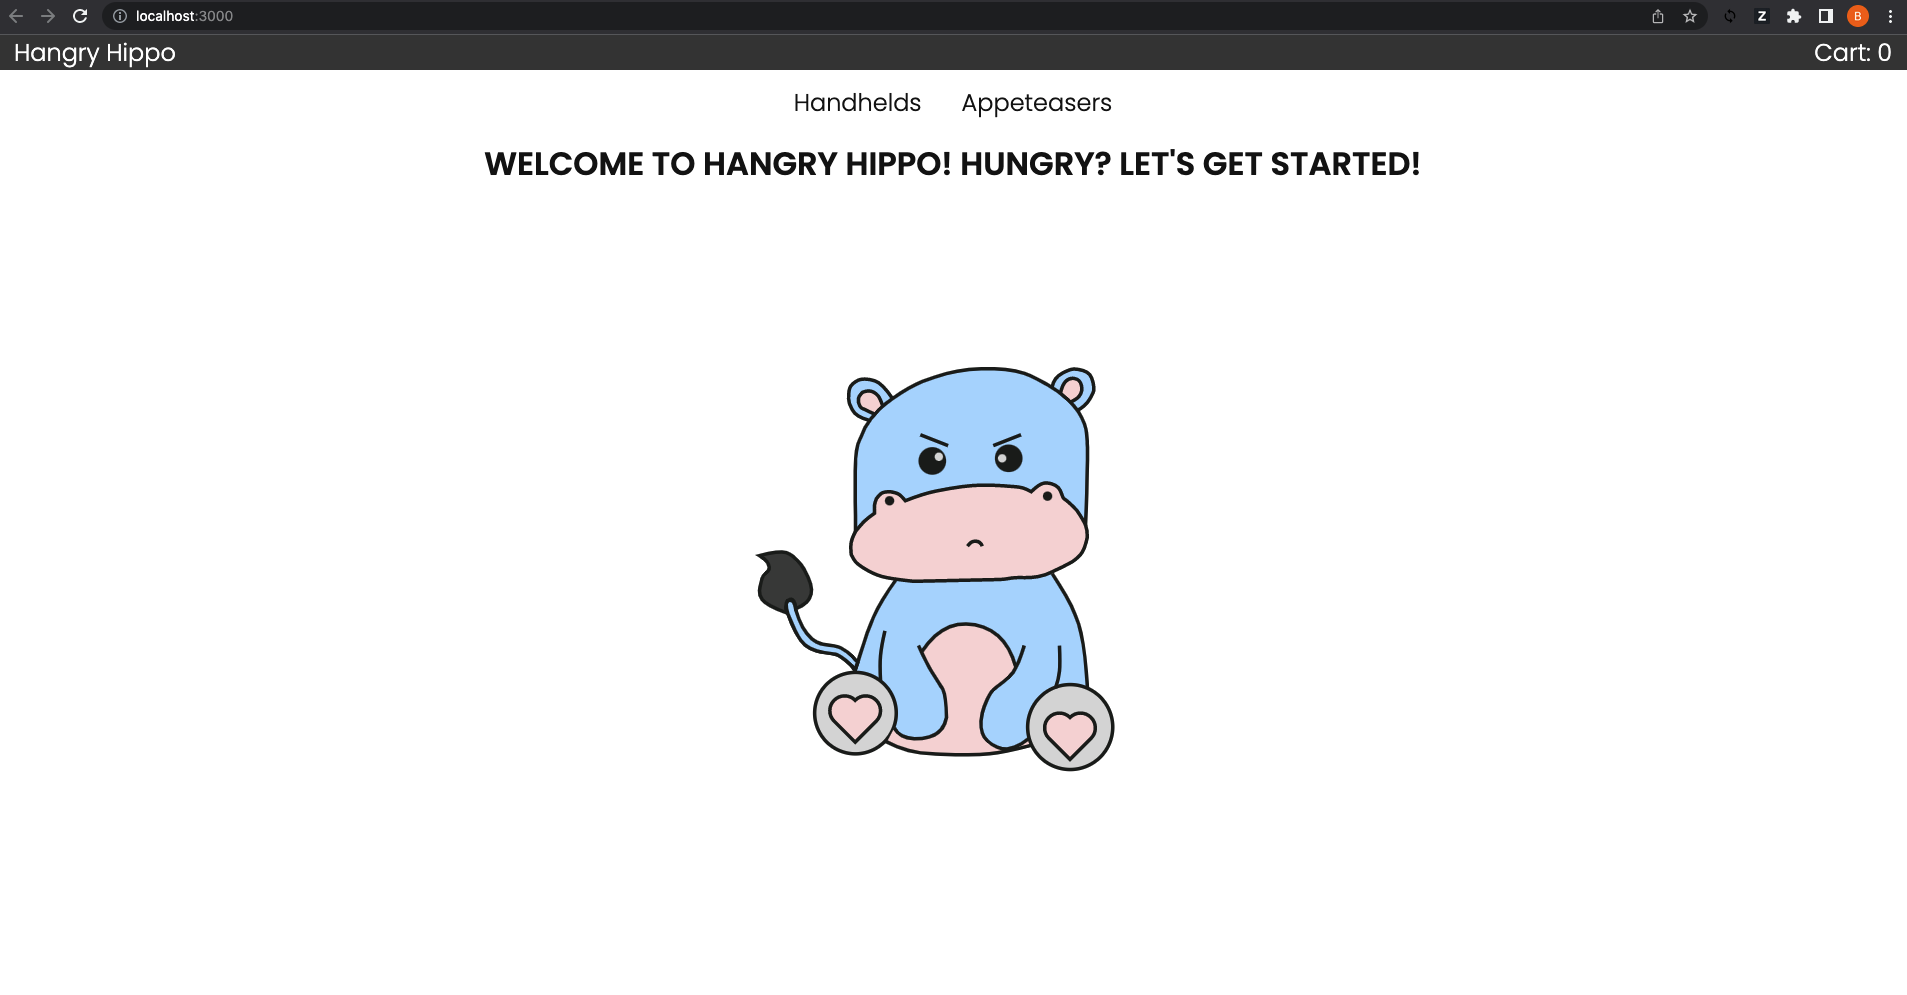 localhost:3000
Z
B
Hangry Hippo
Cart: 0
Handhelds Appeteasers
WELCOME TO HANGRY HIPPO! HUNGRY? LET'S GET STARTED!